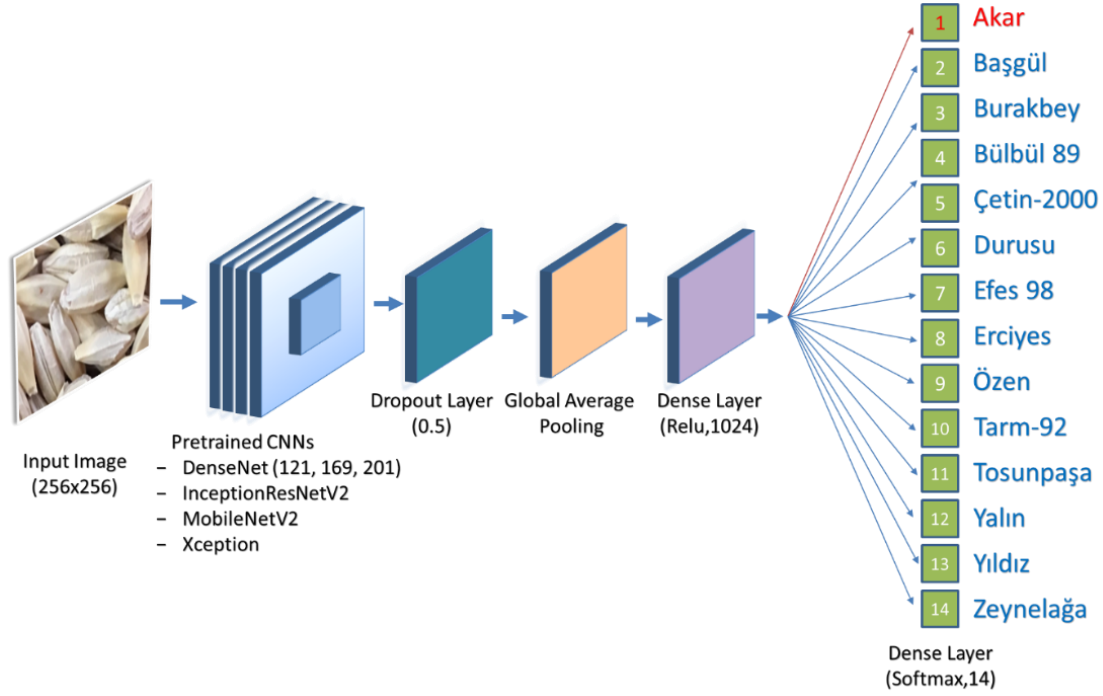 Input Image
(256x256)
Pretrained CNNs
– DenseNet (121, 169, 201)
– InceptionResNetV2
– MobileNetV2
– Xception
Dropout Layer
(0.5)
Global Average
Pooling
Dense Layer
(Relu,1024)
1 Akar
2 Başgül
3 Burakbey
4 Bülbül 89
5 Çetin-2000
6 Durusu
7 Efes 98
8 Erciyes
9 Özen
10 Tarm-92
11 Tosunpaşa
12 Yalın
13 Yıldız
14 Zeynelağa
Dense Layer
(Softmax,14)